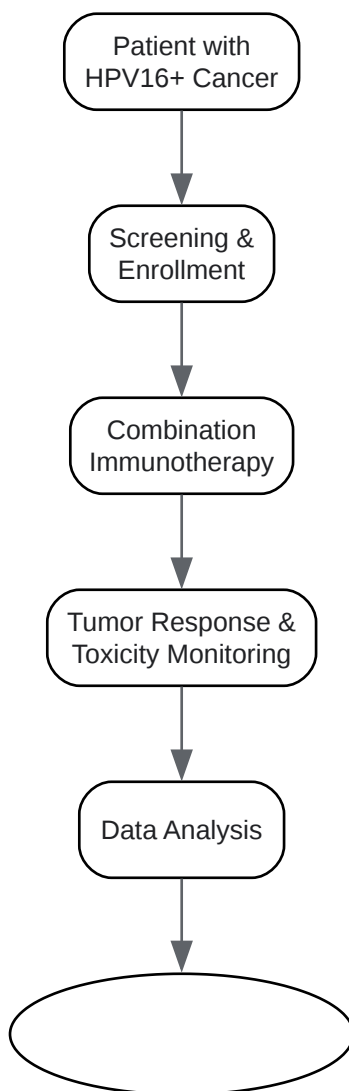 Patient with
HPV16+ Cancer
Screening &
Enrollment
Combination
Immunotherapy
Tumor Response &
Toxicity Monitoring
Data Analysis